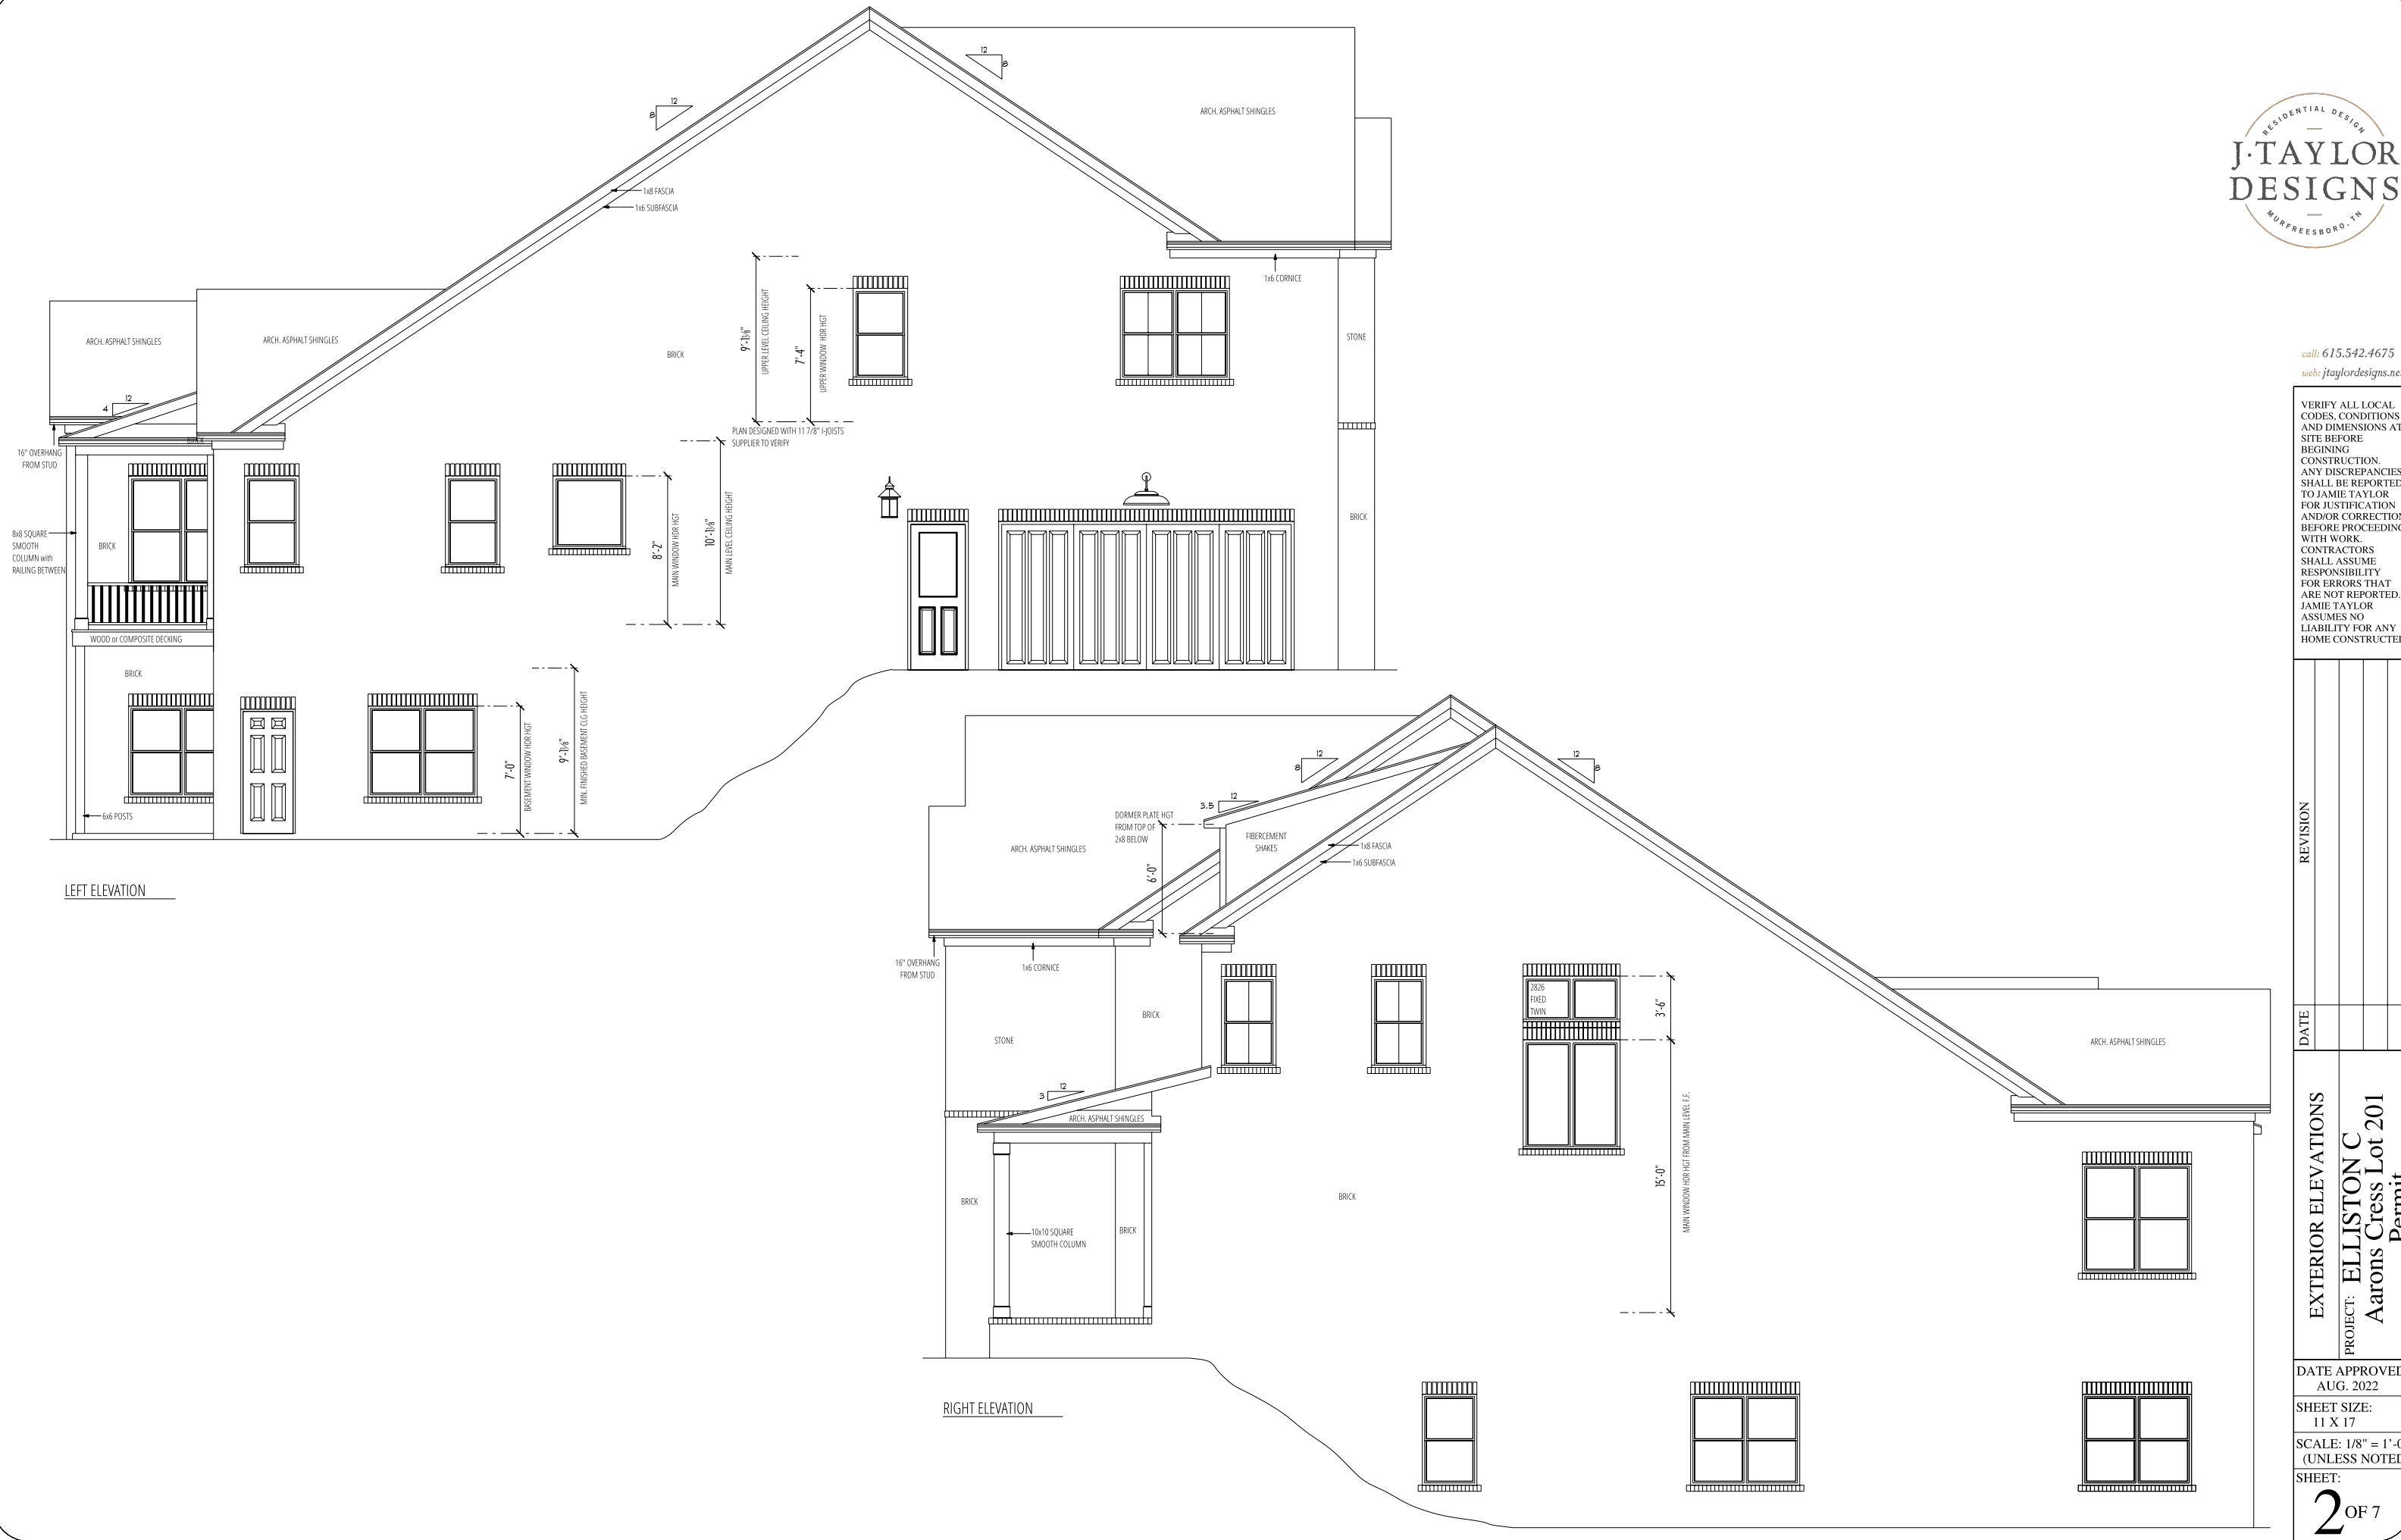 12
8
12
8
ARCH. ASPHALT SHINGLES
1x8 FASCIA
1x6 SUBFASCIA
1x6 CORNICE
ARCH. ASPHALT SHINGLES
ARCH. ASPHALT SHINGLES
BRICK
9'-1⅛"
UPPER LEVEL CEILING HEIGHT
7'-4"
UPPER WINDOW HDR HGT
STONE
12
4
BRICK
PLAN DESIGNED WITH 11 7/8" I-JOISTS
SUPPLIER TO VERIFY
16" OVERHANG
FROM STUD
8x8 SQUARE
SMOOTH
COLUMN with
RAILING BETWEEN
BRICK
8'-2"
MAIN WINDOW HDR HGT
10'-1⅛"
MAIN LEVEL CEILING HEIGHT
BRICK
WOOD or COMPOSITE DECKING
BRICK
7'-0"
BASEMENT WINDOW HDR HGT
9'-1⅛"
MIN. FINISHED BASEMENT CLG HEIGHT
6x6 POSTS
LEFT ELEVATION
12
8
12
8
12
3.5
DORMER PLATE HGT
FROM TOP OF
2x8 BELOW
6'-0"
FIBERCEMENT
SHAKES
1x8 FASCIA
1x6 SUBFASCIA
ARCH. ASPHALT SHINGLES
16" OVERHANG
FROM STUD
1x6 CORNICE
2826
FIXED
TWIN
3'-6"
BRICK
STONE
ARCH. ASPHALT SHINGLES
12
3
ARCH. ASPHALT SHINGLES
15'-0"
MAIN WINDOW HDR HGT FROM MAIN LEVEL F.F.
BRICK
BRICK
BRICK
10x10 SQUARE
SMOOTH COLUMN
RIGHT ELEVATION
RESIDENTIAL DESIGN
J·TAYLOR
DESIGNS
MURFREESBORO, TN
call: 615.542.4675
web: jtaylordesigns.ne
VERIFY ALL LOCAL
CODES, CONDITIONS
AND DIMENSIONS AT
SITE BEFORE
BEGINING
CONSTRUCTION.
ANY DISCREPANCIES
SHALL BE REPORTED
TO JAMIE TAYLOR
FOR JUSTIFICATION
AND/OR CORRECTION
BEFORE PROCEEDING
WITH WORK.
CONTRACTORS
SHALL ASSUME
RESPONSIBILITY
FOR ERRORS THAT
ARE NOT REPORTED.
JAMIE TAYLOR
ASSUMES NO
LIABILITY FOR ANY
HOME CONSTRUCTED
REVISION
DATE
EXTERIOR ELEVATIONS
PROJECT: ELLISTON C
Aarons Cress Lot 201
Permit
DATE APPROVED
AUG. 2022
SHEET SIZE:
11 X 17
SCALE: 1/8" = 1'-0
(UNLESS NOTED
SHEET:
2 OF 7